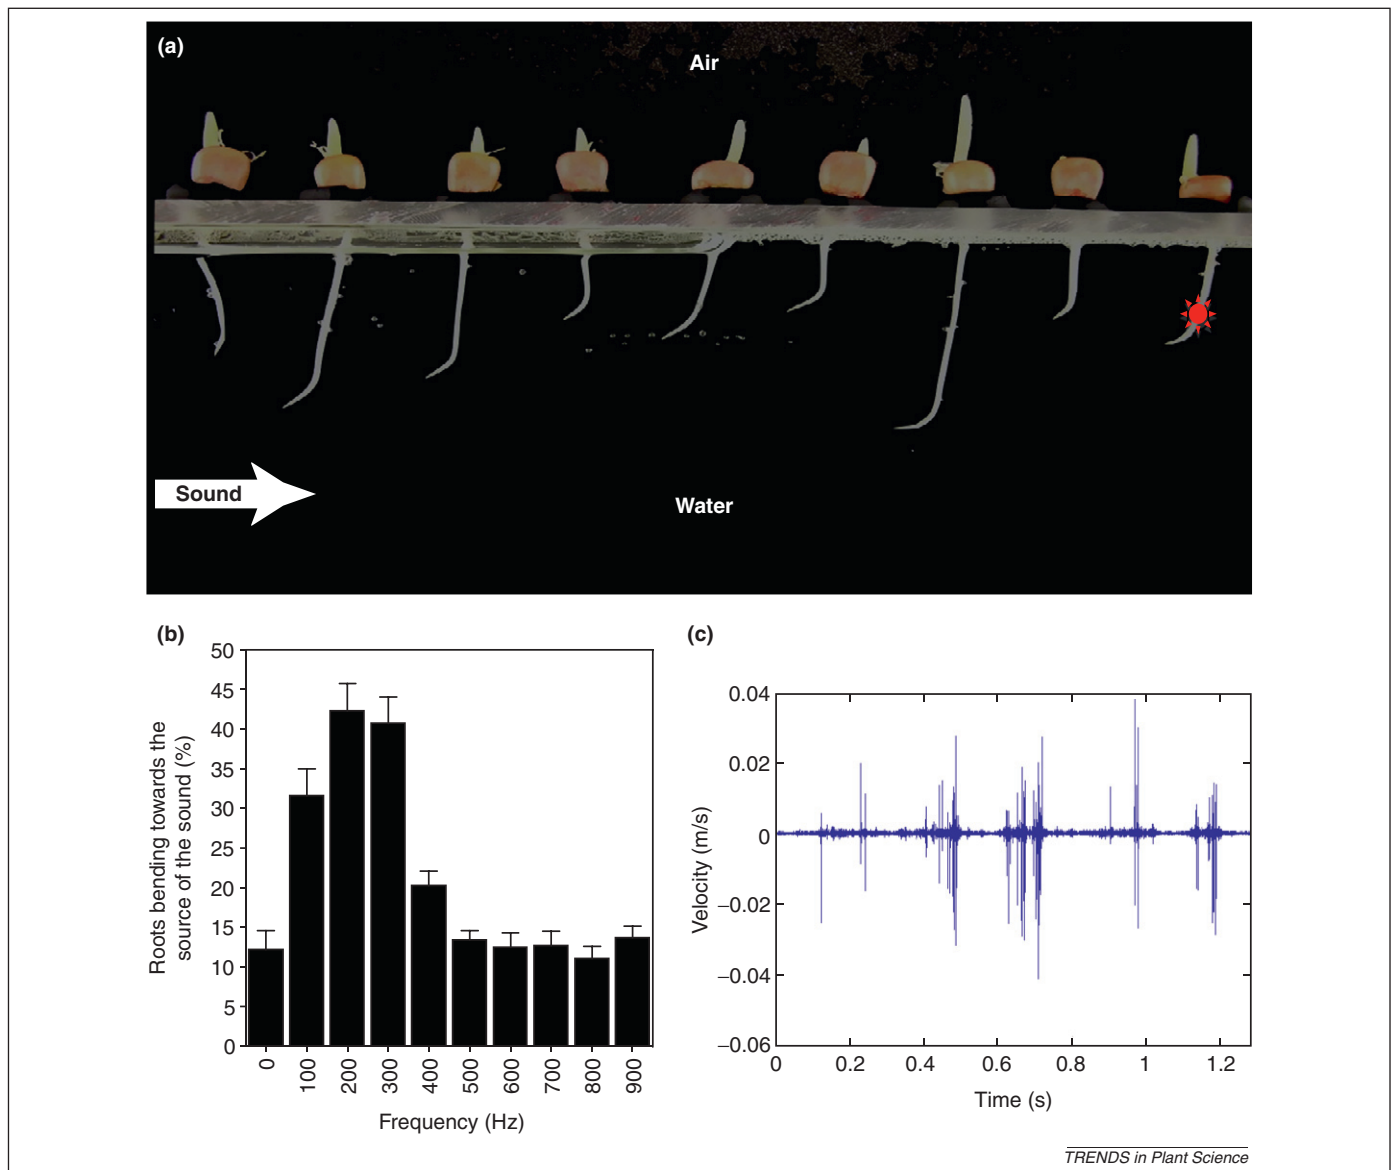 (a)
Air
Sound
Water
(b)
50
45
40
35
30
25
20
15
10
5
0
Roots bending towards the
source of the sound (%)
0
100
200
300
400
500
600
700
800
900
Frequency (Hz)
(c)
0.04
0.02
0
−0.02
−0.04
−0.06
Velocity (m/s)
0
0.2
0.4
0.6
0.8
1
1.2
Time (s)
TRENDS in Plant Science